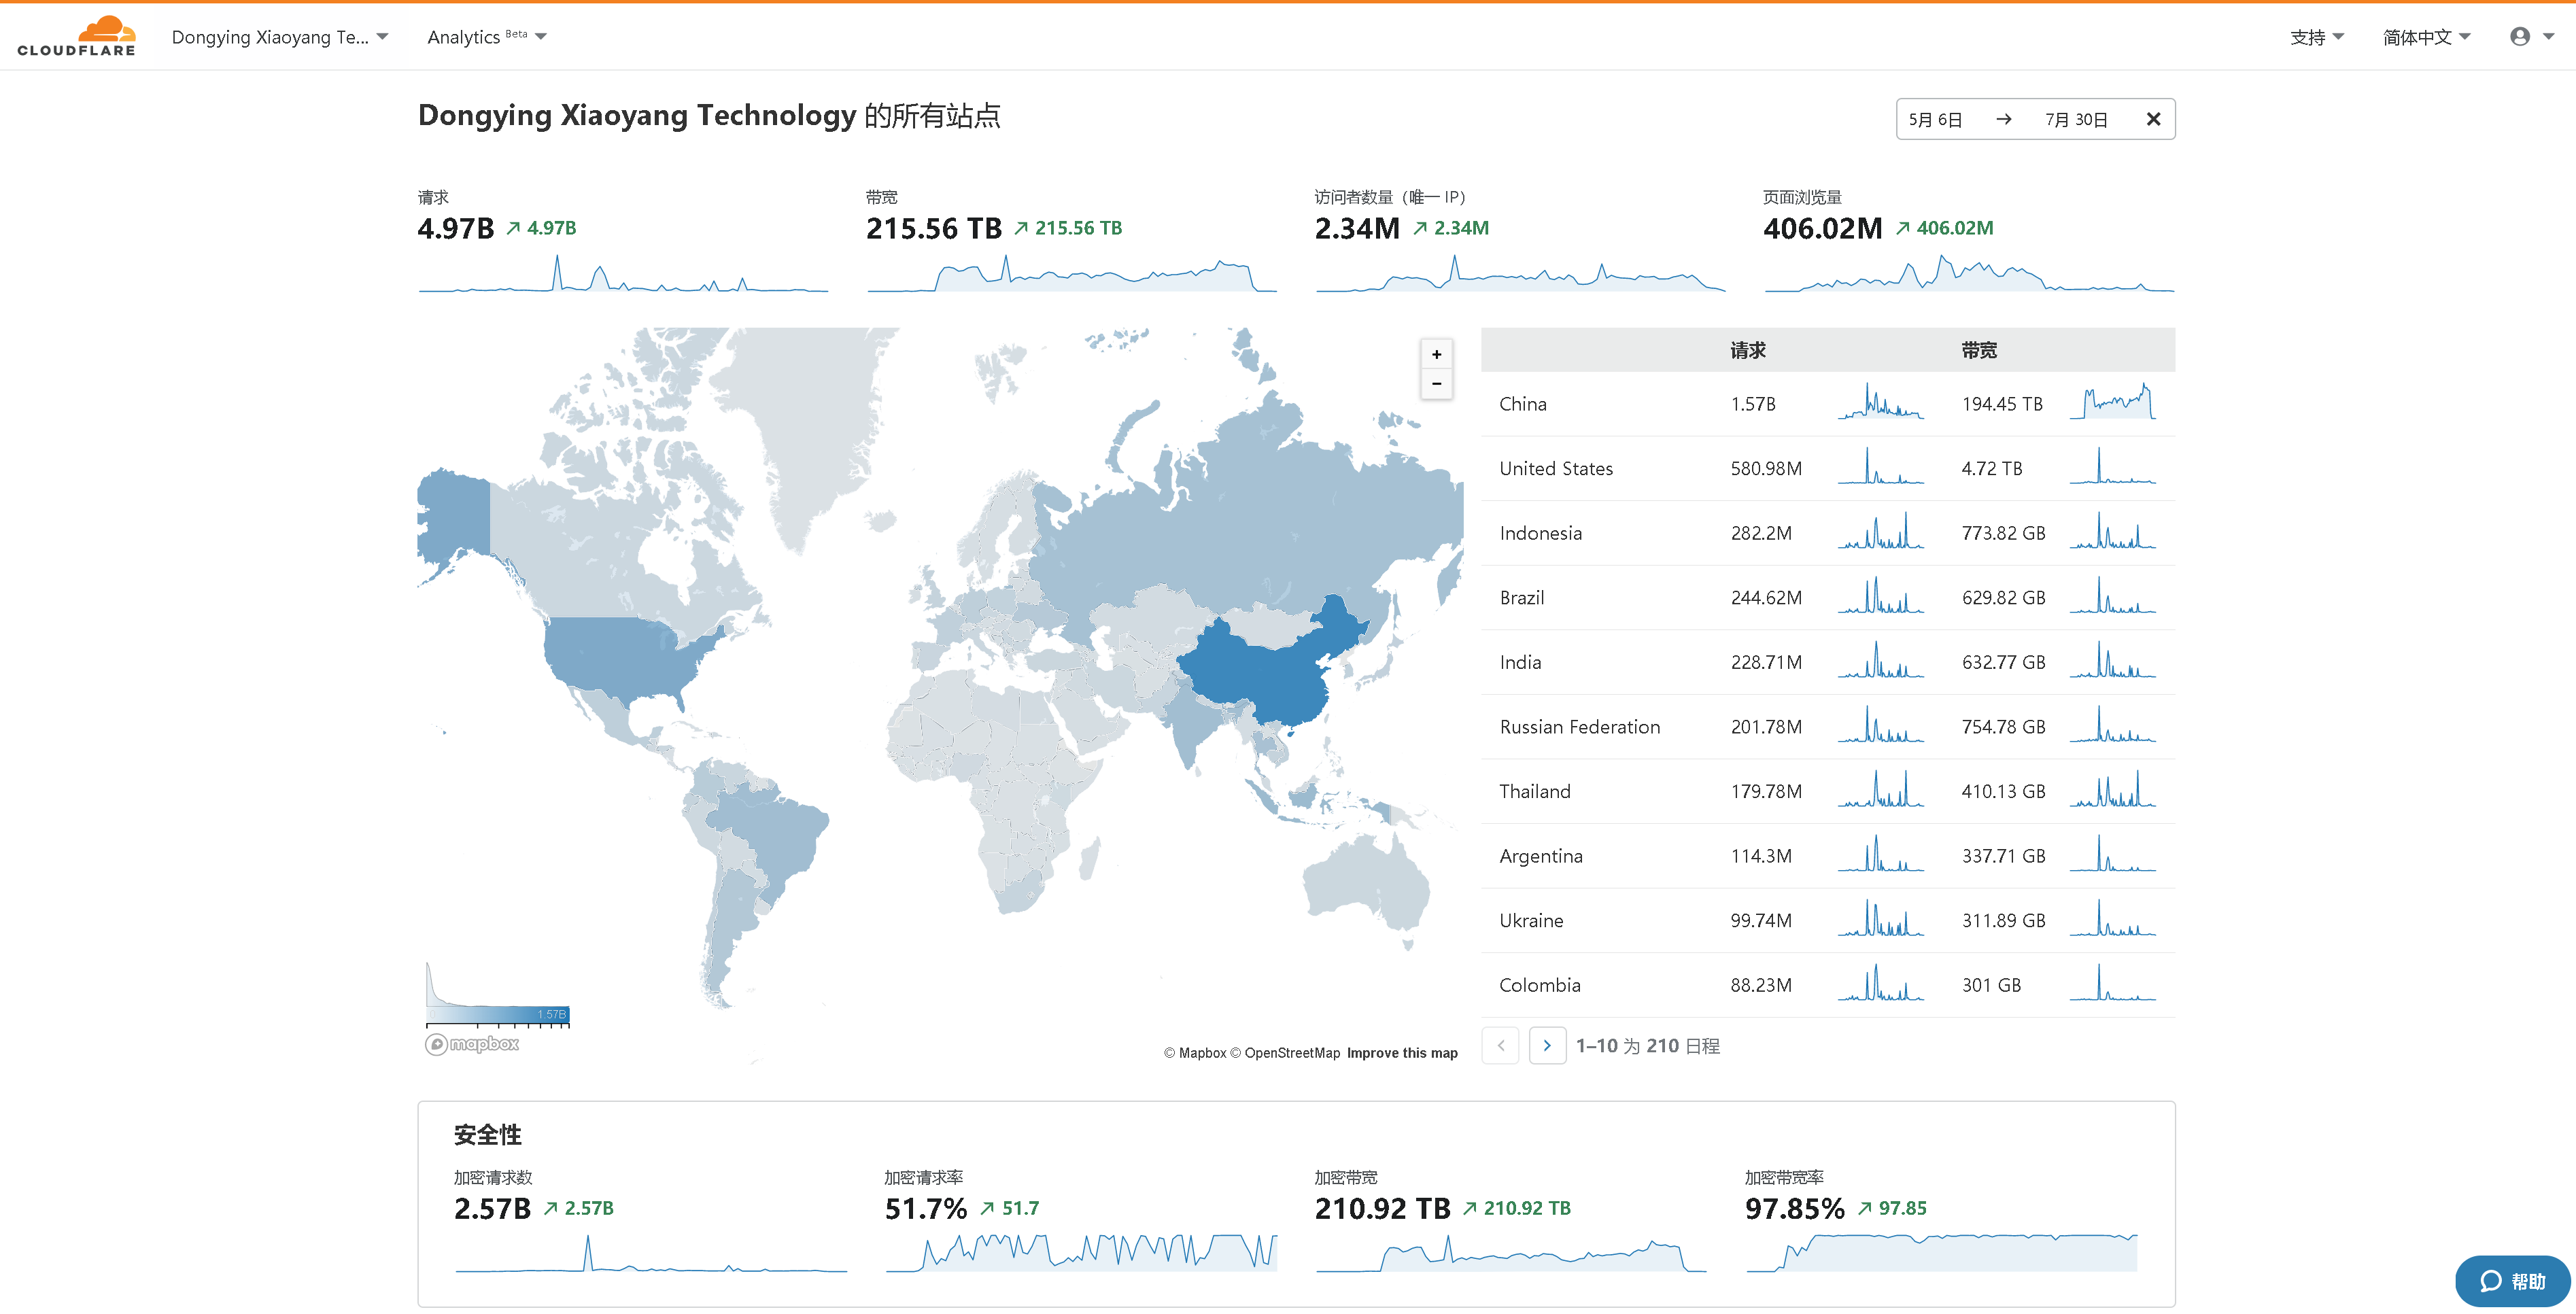 CLOUDFLARE
Dongying Xiaoyang Te...
Analytics Beta
支持
简体中文
Dongying Xiaoyang Technology 的所有站点
5月 6日 → 7月 30日
请求
4.97B ↗ 4.97B
带宽
215.56 TB ↗ 215.56 TB
访问者数量（唯一 IP）
2.34M ↗ 2.34M
页面浏览量
406.02M ↗ 406.02M
+
−
请求 带宽
China 1.57B 194.45 TB
United States 580.98M 4.72 TB
Indonesia 282.2M 773.82 GB
Brazil 244.62M 629.82 GB
India 228.71M 632.77 GB
Russian Federation 201.78M 754.78 GB
Thailand 179.78M 410.13 GB
Argentina 114.3M 337.71 GB
Ukraine 99.74M 311.89 GB
Colombia 88.23M 301 GB
1.57B
mapbox
© Mapbox © OpenStreetMap Improve this map
1–10 为 210 日程
安全性
加密请求数
2.57B ↗ 2.57B
加密请求率
51.7% ↗ 51.7
加密带宽
210.92 TB ↗ 210.92 TB
加密带宽率
97.85% ↗ 97.85
帮助